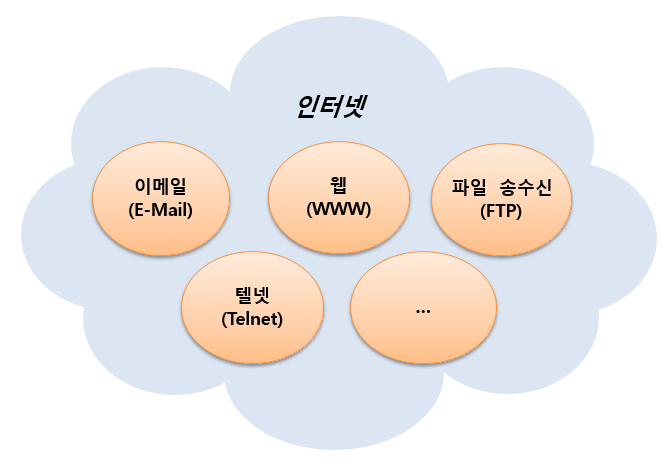 인터넷
이메일
(E-Mail)
웹
(WWW)
파일 송수신
(FTP)
텔넷
(Telnet)
...